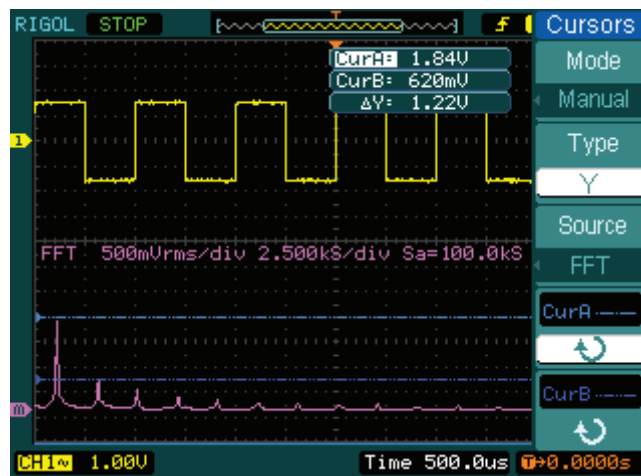 RIGOL STOP
Cursors
CurA: 1.84V
CurB: 620mV
ΔY: 1.22V
Mode
Manual
Type
Y
Source
FFT
1
FFT 500mVrms/div 2.500kS/div Sa=100.0kS
CurA
M
CurB
CH1~ 1.00V
Time 500.0us
T→0.0000s